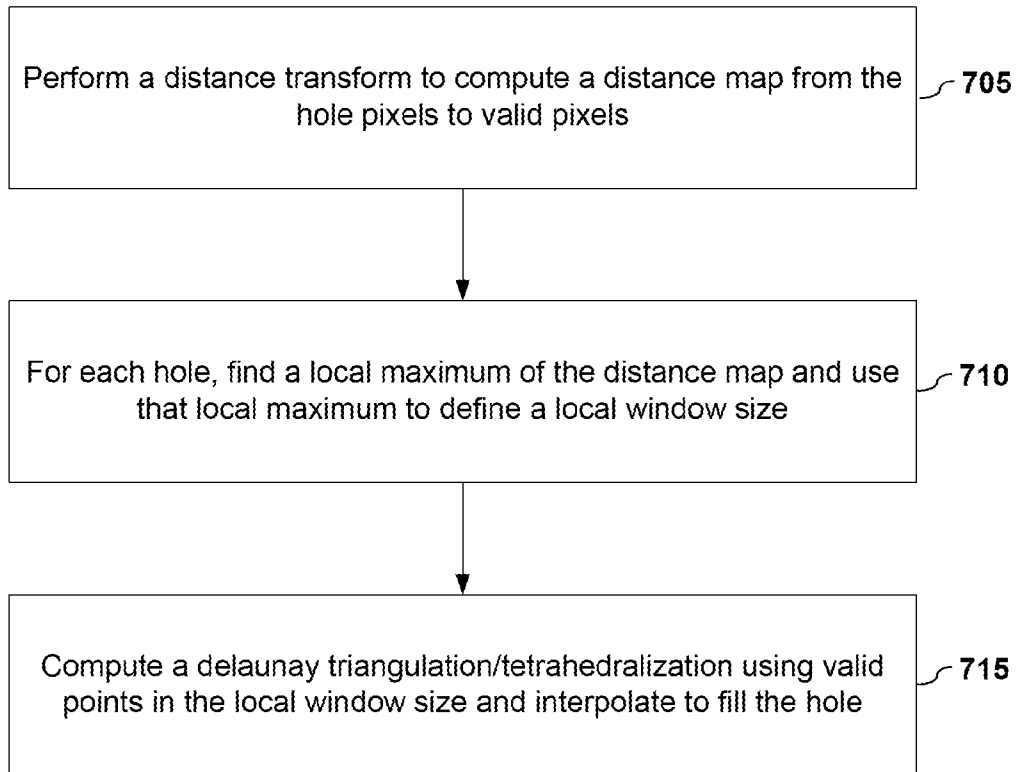 Perform a distance transform to compute a distance map from the
hole pixels to valid pixels
705
For each hole, find a local maximum of the distance map and use
that local maximum to define a local window size
710
Compute a delaunay triangulation/tetrahedralization using valid
points in the local window size and interpolate to fill the hole
715